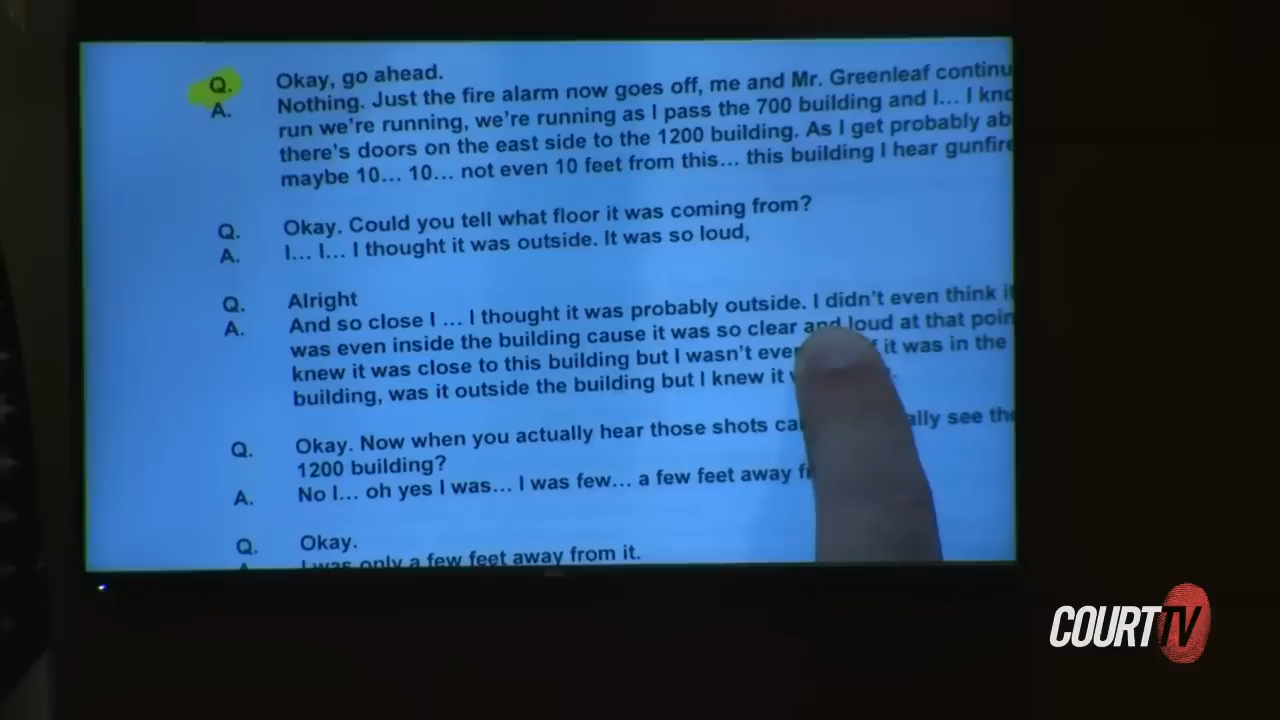 Q. Okay, go ahead.
A. Nothing. Just the fire alarm now goes off, me and Mr. Greenleaf continu
run we're running, we're running as I pass the 700 building and I... I kno
there's doors on the east side to the 1200 building. As I get probably ab
maybe 10... 10... not even 10 feet from this... this building I hear gunfire
Q. Okay. Could you tell what floor it was coming from?
A. I... I... I thought it was outside. It was so loud,
Q. Alright
A. And so close I ... I thought it was probably outside. I didn't even think it
was even inside the building cause it was so clear and loud at that poin
knew it was close to this building but I wasn't ever if it was in the
building, was it outside the building but I knew it
Q. Okay. Now when you actually hear those shots ca ally see the
1200 building?
A. No I... oh yes I was... I was few... a few feet away
Q. Okay.
I was only a few feet away from it.
COURT TV